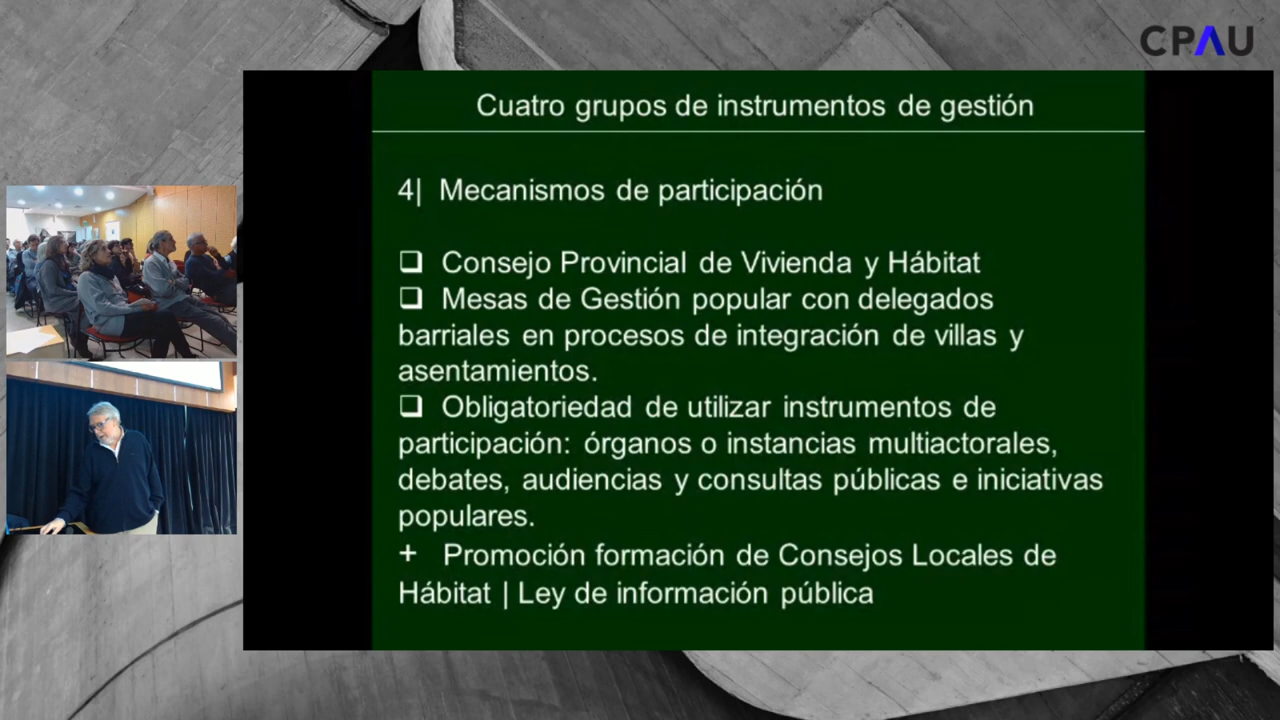 CPAU
Cuatro grupos de instrumentos de gestión
4| Mecanismos de participación
❑ Consejo Provincial de Vivienda y Hábitat
❑ Mesas de Gestión popular con delegados
barriales en procesos de integración de villas y
asentamientos.
❑ Obligatoriedad de utilizar instrumentos de
participación: órganos o instancias multiactorales,
debates, audiencias y consultas públicas e iniciativas
populares.
+ Promoción formación de Consejos Locales de
Hábitat | Ley de información pública